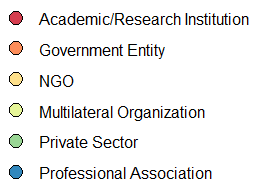 Academic/Research Institution
Government Entity
NGO
Multilateral Organization
Private Sector
Professional Association